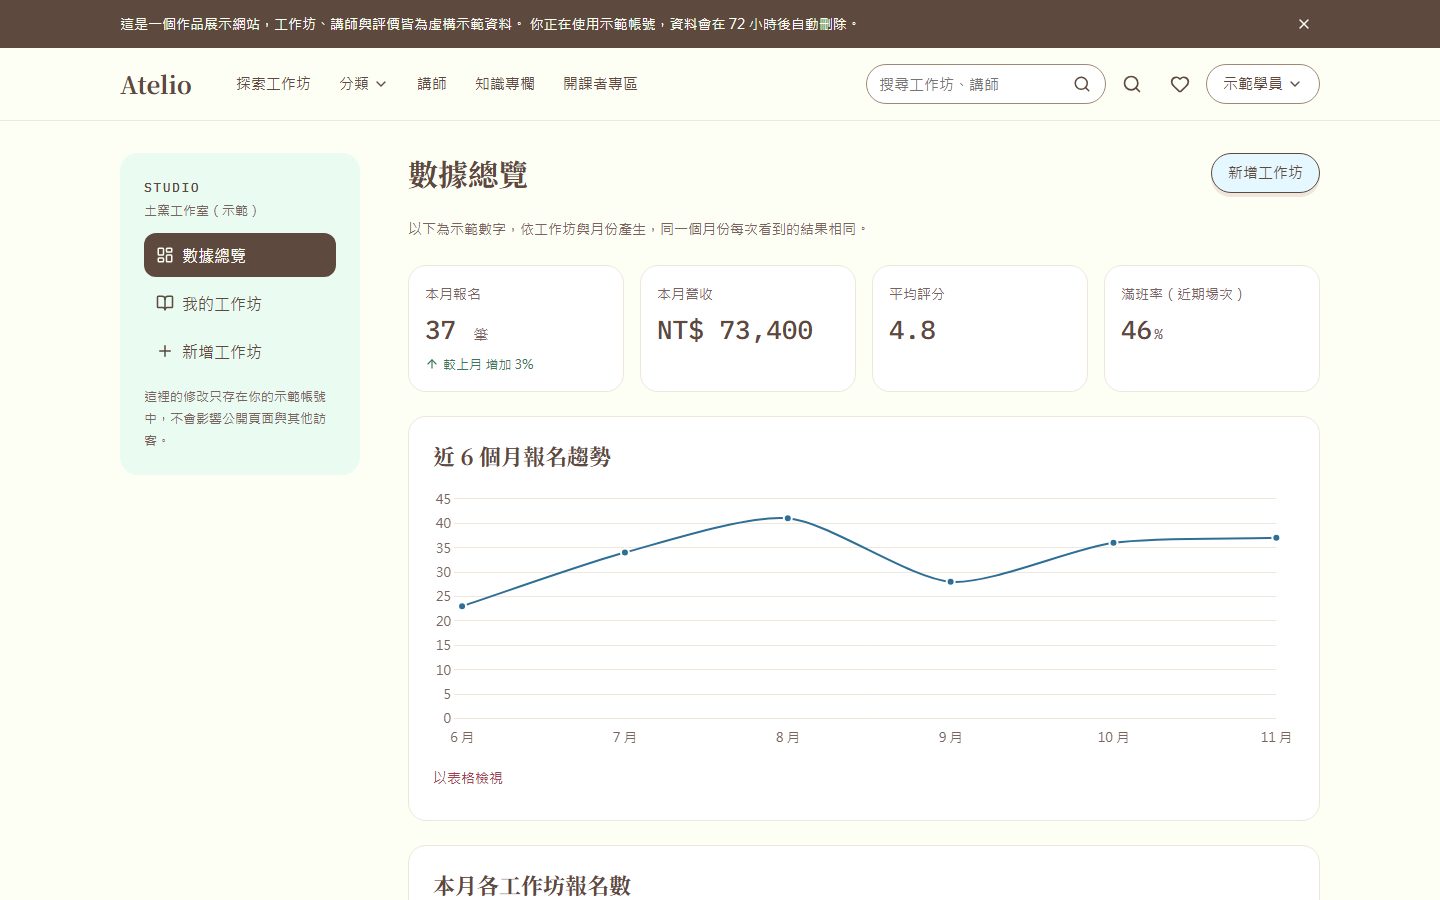 這是一個作品展示網站，工作坊、講師與評價皆為虛構示範資料。 你正在使用示範帳號，資料會在 72 小時後自動刪除。
Atelio
探索工作坊
分類
講師
知識專欄
開課者專區
搜尋工作坊、講師
示範學員
STUDIO
土窯工作室（示範）
數據總覽
我的工作坊
新增工作坊
這裡的修改只存在你的示範帳號
中，不會影響公開頁面與其他訪
客。
數據總覽
新增工作坊
以下為示範數字，依工作坊與月份產生，同一個月份每次看到的結果相同。
本月報名
37 筆
較上月 增加 3%
本月營收
NT$ 73,400
平均評分
4.8
滿班率（近期場次）
46%
近 6 個月報名趨勢
45
40
35
30
25
20
15
10
5
0
6 月
7 月
8 月
9 月
10 月
11 月
以表格檢視
本月各工作坊報名數